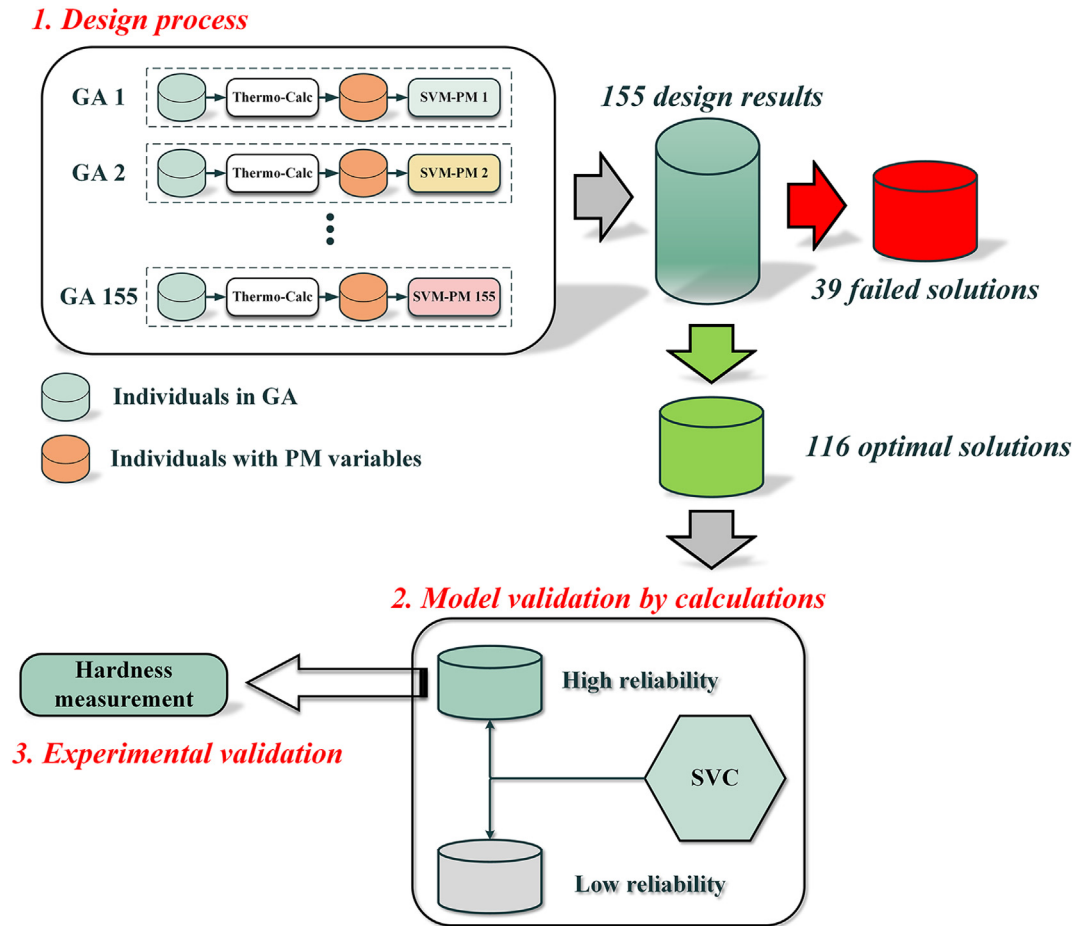 1. Design process
GA 1
Thermo-Calc
SVM-PM 1
GA 2
Thermo-Calc
SVM-PM 2
GA 155
Thermo-Calc
SVM-PM 155
155 design results
39 failed solutions
Individuals in GA
Individuals with PM variables
116 optimal solutions
2. Model validation by calculations
High reliability
SVC
Low reliability
Hardness
measurement
3. Experimental validation